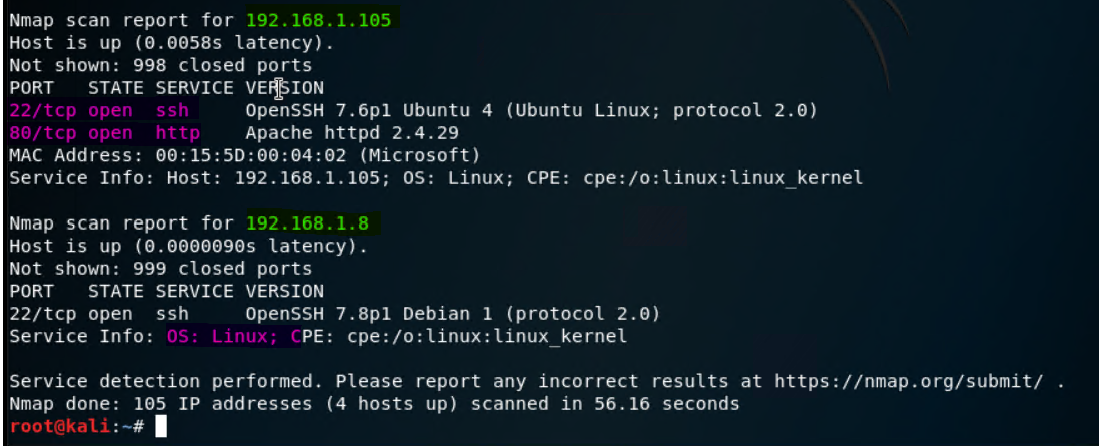 Nmap scan report for 192.168.1.105
Host is up (0.0058s latency).
Not shown: 998 closed ports
PORT   STATE SERVICE VERSION
22/tcp open  ssh     OpenSSH 7.6p1 Ubuntu 4 (Ubuntu Linux; protocol 2.0)
80/tcp open  http    Apache httpd 2.4.29
MAC Address: 00:15:5D:00:04:02 (Microsoft)
Service Info: Host: 192.168.1.105; OS: Linux; CPE: cpe:/o:linux:linux_kernel
Nmap scan report for 192.168.1.8
Host is up (0.0000090s latency).
Not shown: 999 closed ports
PORT   STATE SERVICE VERSION
22/tcp open  ssh     OpenSSH 7.8p1 Debian 1 (protocol 2.0)
Service Info: OS: Linux; CPE: cpe:/o:linux:linux_kernel
Service detection performed. Please report any incorrect results at https://nmap.org/submit/ .
Nmap done: 105 IP addresses (4 hosts up) scanned in 56.16 seconds
root@kali:~#